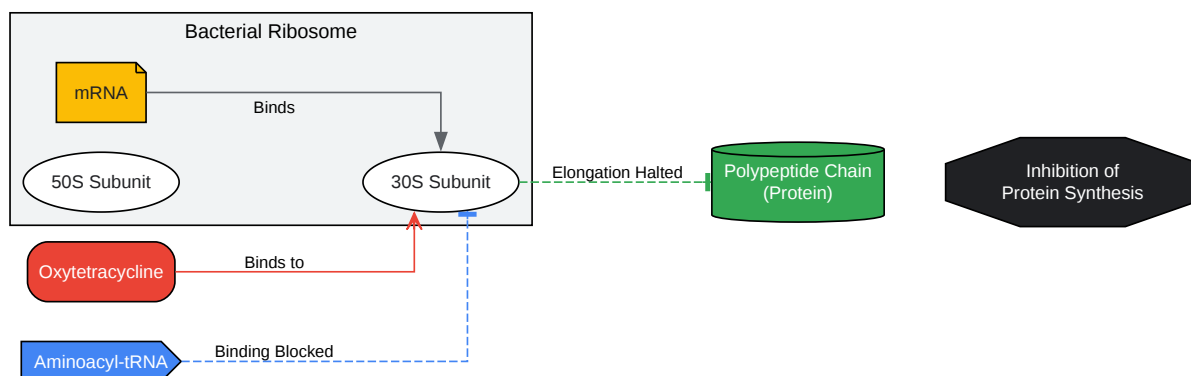 Bacterial Ribosome
mRNA
Binds
50S Subunit
30S Subunit
Elongation Halted
Polypeptide Chain
(Protein)
Inhibition of
Protein Synthesis
Oxytetracycline
Binds to
Aminoacyl-tRNA
Binding Blocked